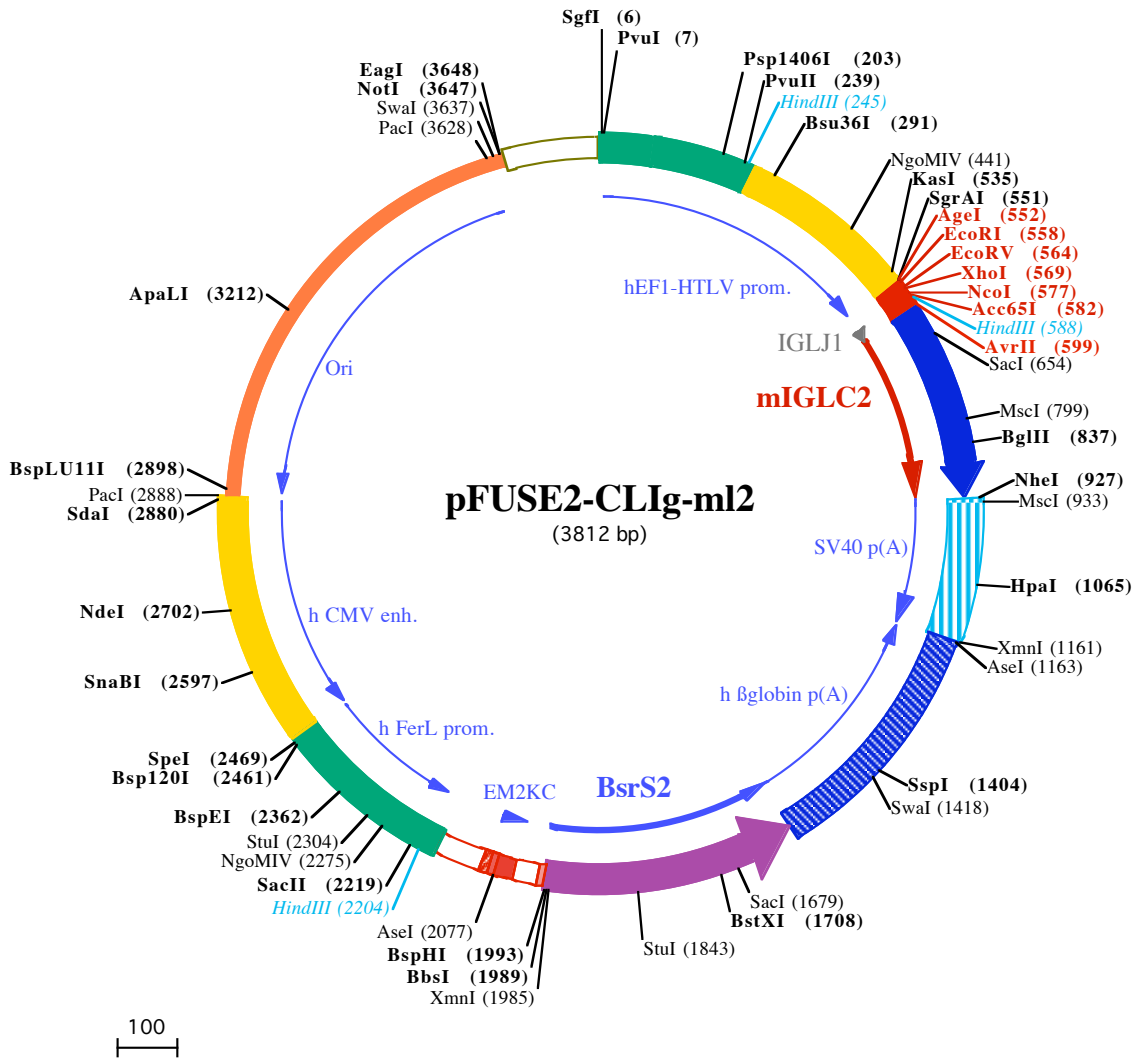 SgfI (6)
PvuI (7)
Psp1406I (203)
PvuII (239)
HindIII (245)
Bsu36I (291)
NgoMIV (441)
KasI (535)
SgrAI (551)
AgeI (552)
EcoRI (558)
EcoRV (564)
XhoI (569)
NcoI (577)
Acc65I (582)
HindIII (588)
AvrII (599)
SacI (654)
MscI (799)
BglII (837)
NheI (927)
MscI (933)
HpaI (1065)
XmnI (1161)
AseI (1163)
SspI (1404)
SwaI (1418)
SacI (1679)
BstXI (1708)
StuI (1843)
XmnI (1985)
BbsI (1989)
BspHI (1993)
AseI (2077)
HindIII (2204)
SacII (2219)
NgoMIV (2275)
StuI (2304)
BspEI (2362)
Bsp120I (2461)
SpeI (2469)
SnaBI (2597)
NdeI (2702)
SdaI (2880)
PacI (2888)
BspLU11I (2898)
ApaLI (3212)
PacI (3628)
SwaI (3637)
NotI (3647)
EagI (3648)
hEF1-HTLV prom.
IGLJ1
mIGLC2
SV40 p(A)
h ßglobin p(A)
BsrS2
EM2KC
h FerL prom.
h CMV enh.
Ori
pFUSE2-CLIg-ml2
(3812 bp)
100